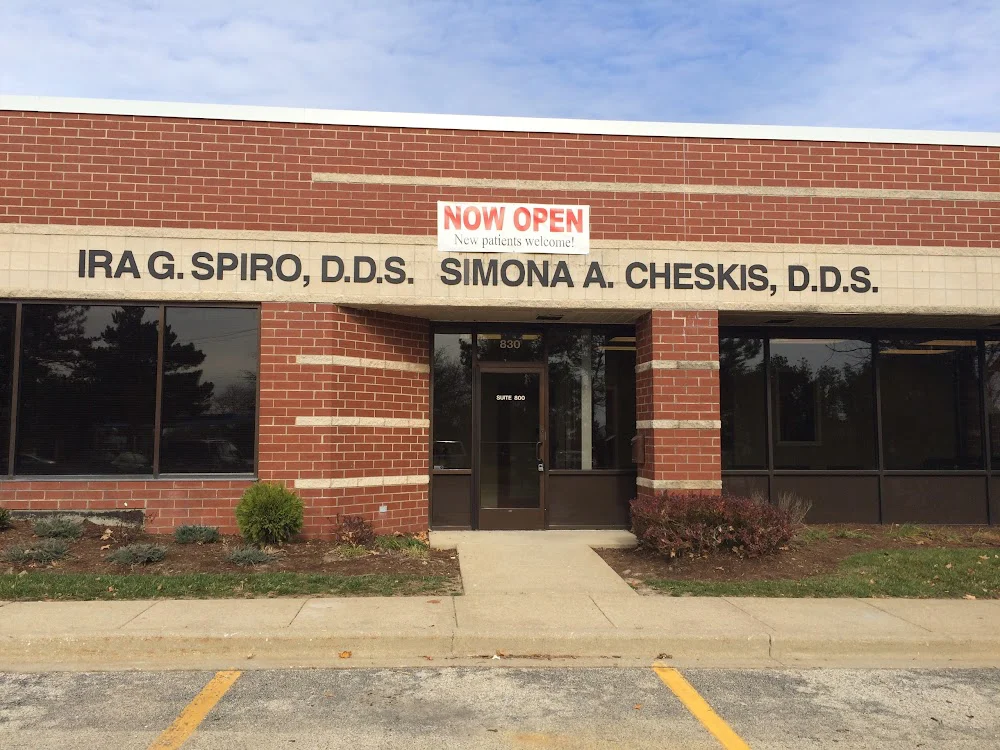 NOW OPEN
New patients welcome!
IRA G. SPIRO, D.D.S. SIMONA A. CHESKIS, D.D.S.
830
SUITE 800